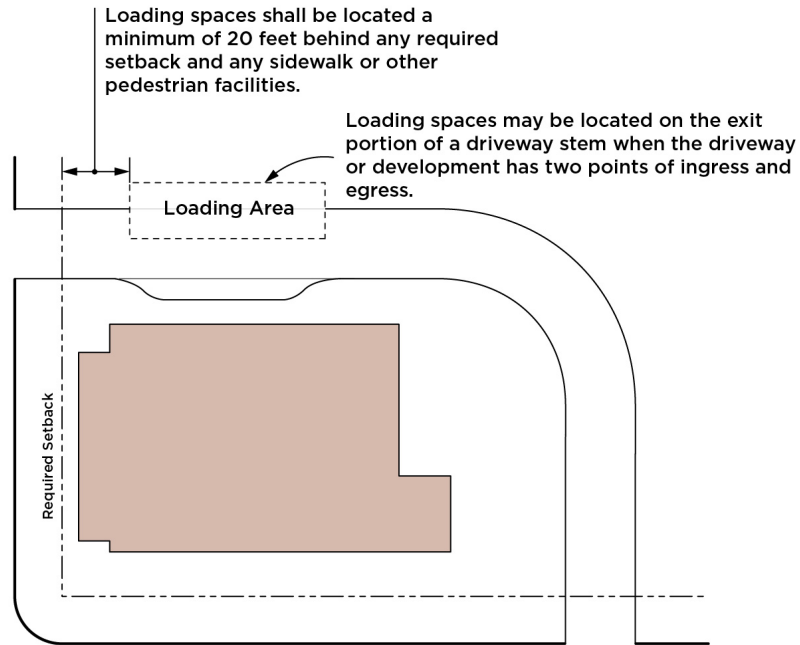 Loading spaces shall be located a
minimum of 20 feet behind any required
setback and any sidewalk or other
pedestrian facilities.
Loading spaces may be located on the exit
portion of a driveway stem when the driveway
or development has two points of ingress and
egress.
Loading Area
Required Setback